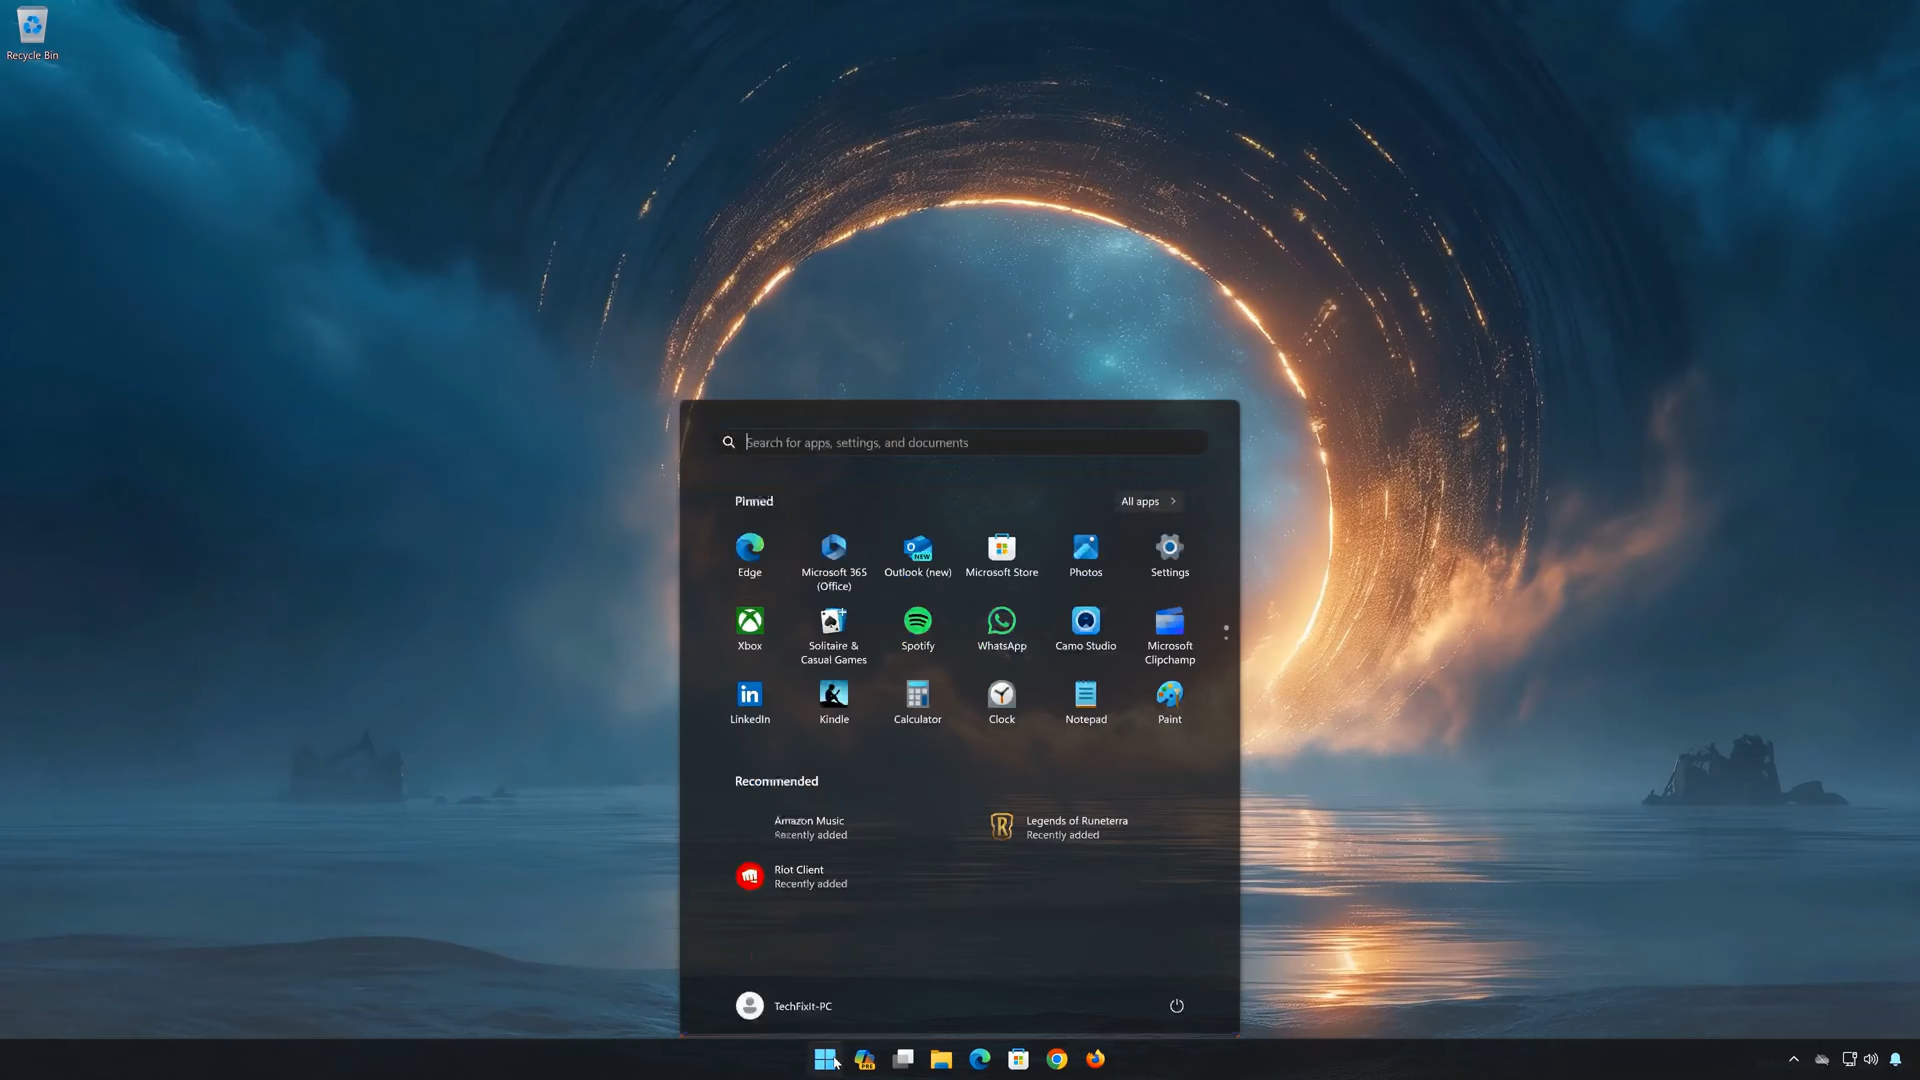 Recycle Bin
Search for apps, settings, and documents
Pinned
All apps
Edge
Microsoft 365
(Office)
Outlook (new)
Microsoft Store
Photos
Settings
Xbox
Solitaire &
Casual Games
Spotify
WhatsApp
Camo Studio
Microsoft
Clipchamp
LinkedIn
Kindle
Calculator
Clock
Notepad
Paint
Recommended
Amazon Music
Recently added
Legends of Runeterra
Recently added
Riot Client
Recently added
TechFixIt-PC